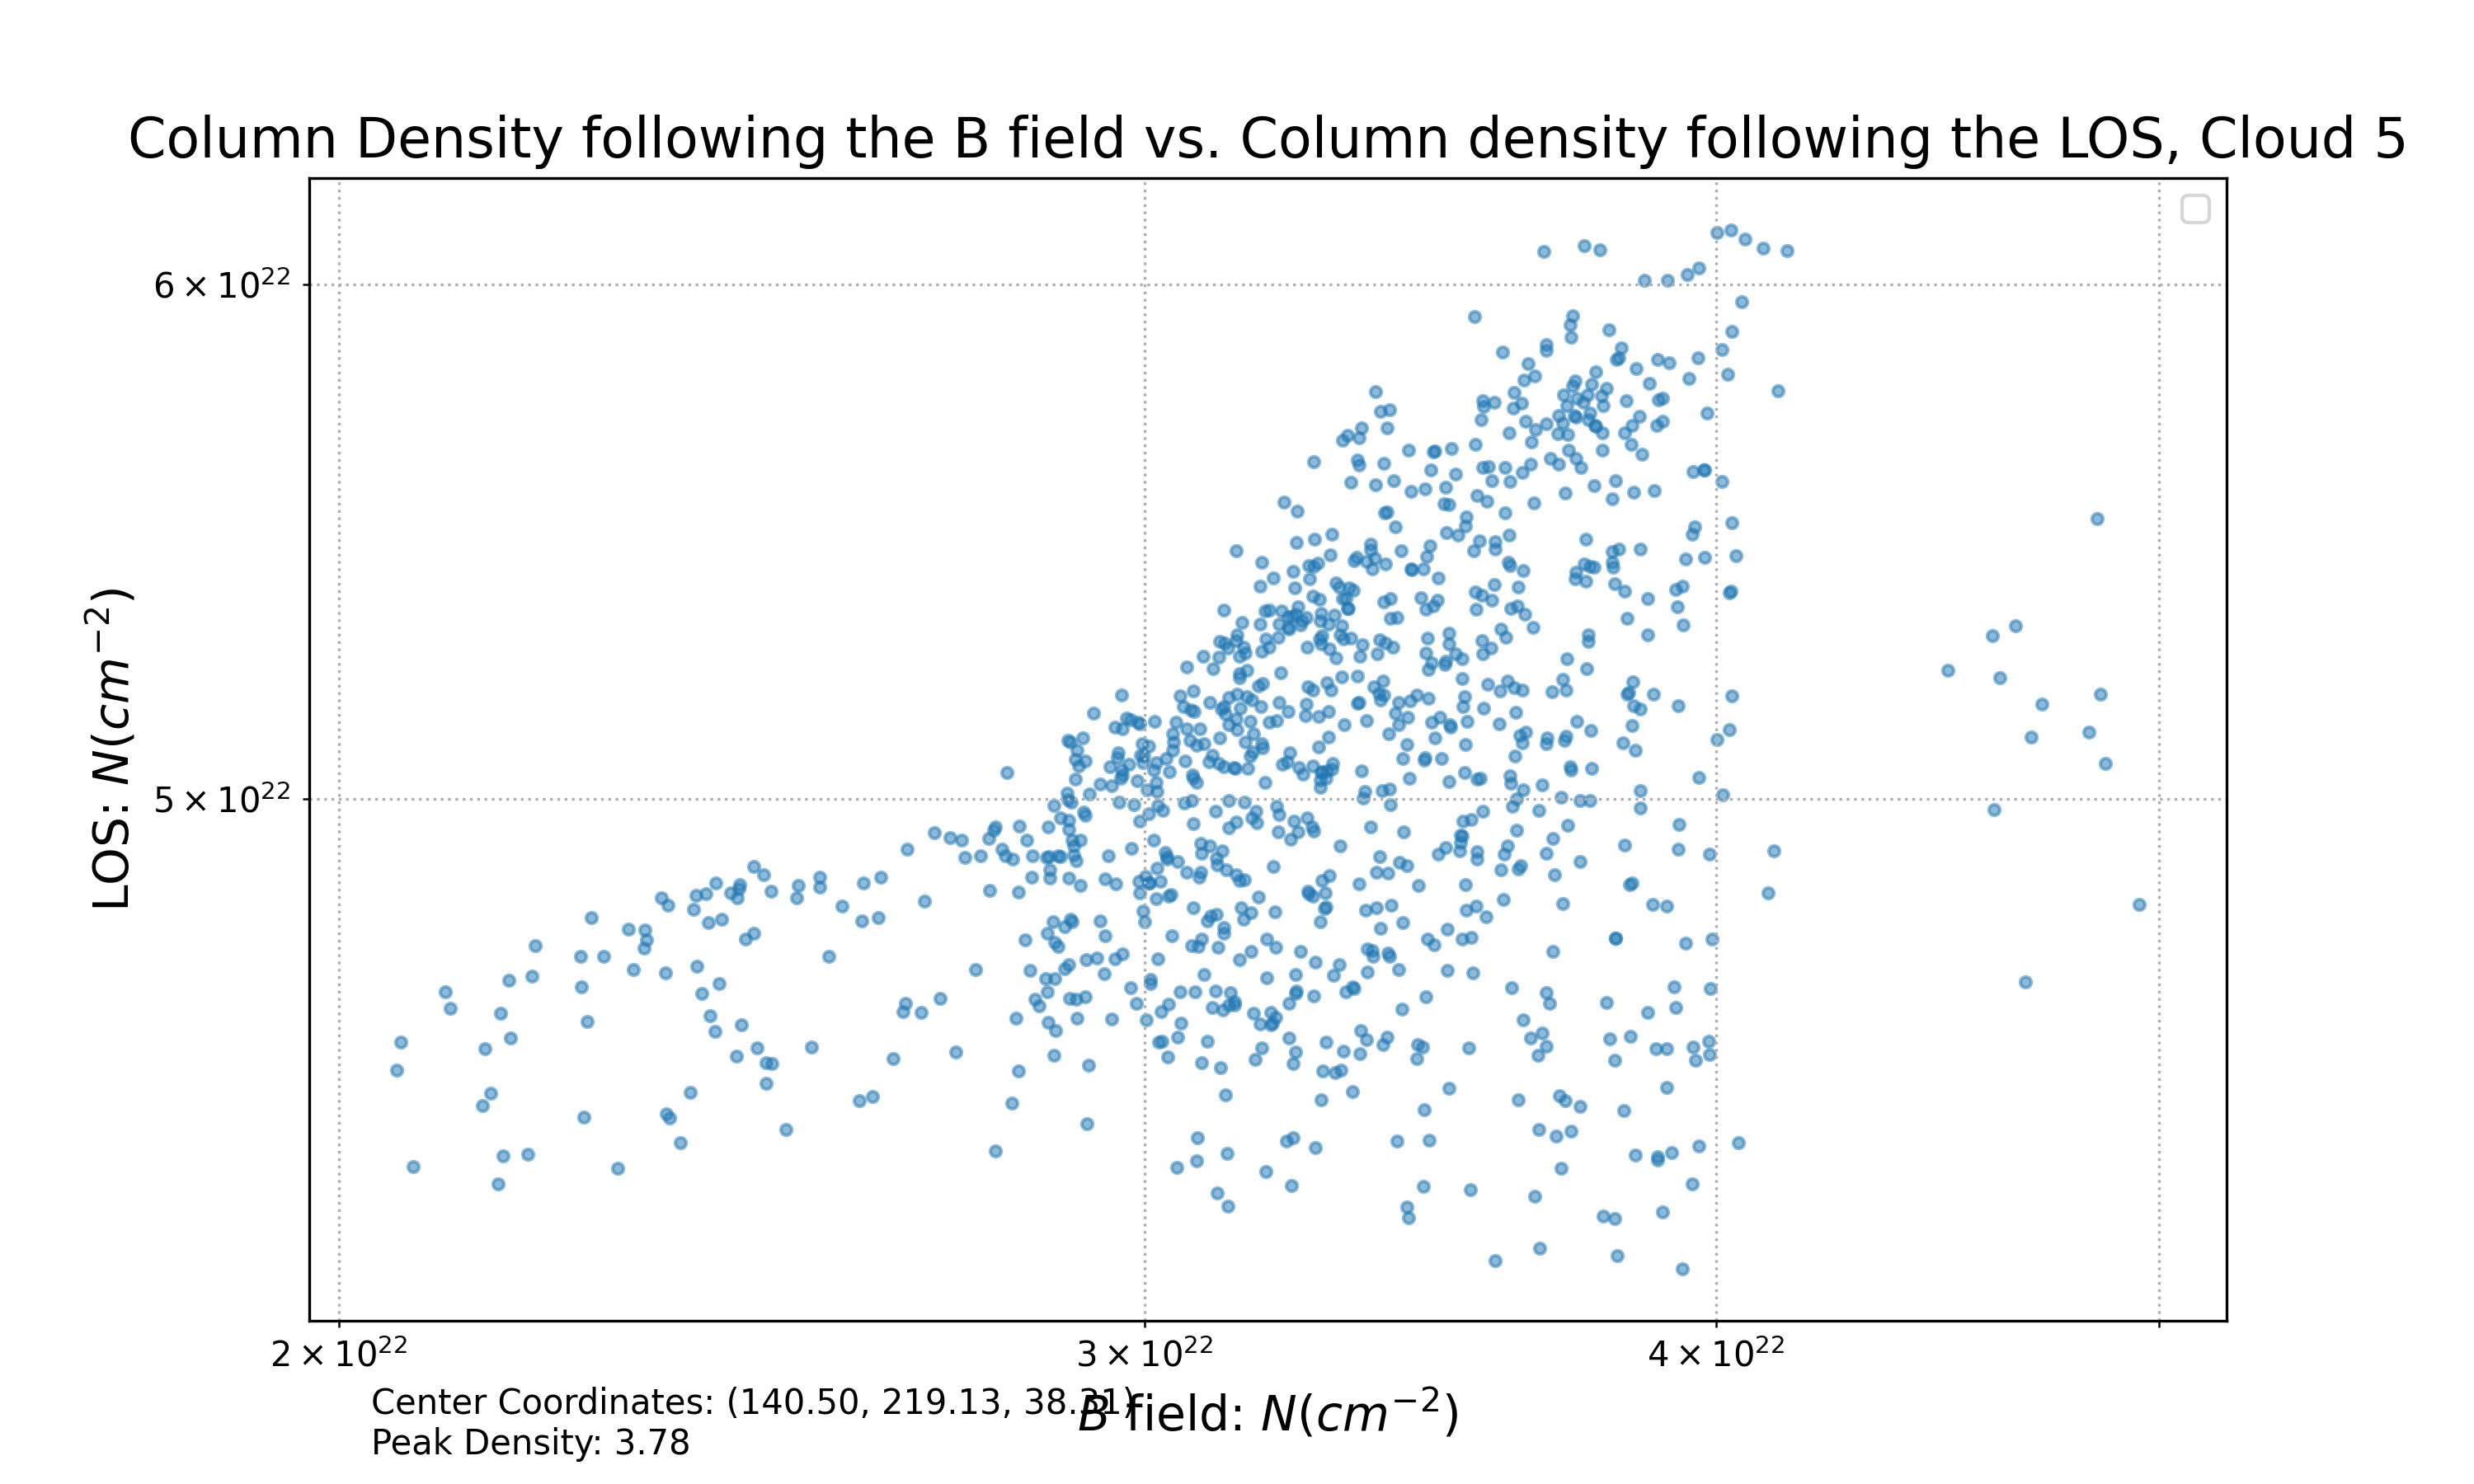 Column Density following the B field vs. Column density following the LOS, Cloud 5
6 × 10²²
5 × 10²²
LOS: N(cm⁻²)
2 × 10²²
3 × 10²²
4 × 10²²
Center Coordinates: (140.50, 219.13, 38.31)
B field: N(cm⁻²)
Peak Density: 3.78